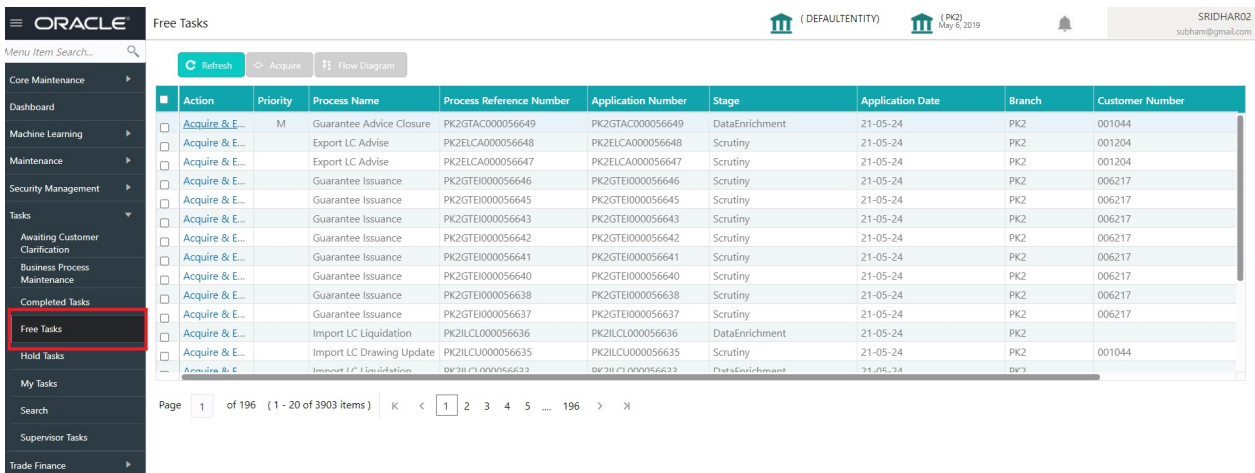 ORACLE
Free Tasks
( DEFAULTENTITY)
(PK2)
May 6, 2019
SRIDHAR02
subham@gmail.com
Menu Item Search...
Core Maintenance
Dashboard
Machine Learning
Maintenance
Security Management
Tasks
Awaiting Customer
Clarification
Business Process
Maintenance
Completed Tasks
Free Tasks
Hold Tasks
My Tasks
Search
Supervisor Tasks
Trade Finance
Refresh Acquire Flow Diagram
Action Priority Process Name Process Reference Number Application Number Stage Application Date Branch Customer Number
Acquire & E... M Guarantee Advice Closure PK2GTAC000056649 PK2GTAC000056649 DataEnrichment 21-05-24 PK2 001044
Acquire & E... Export LC Advise PK2ELCA000056648 PK2ELCA000056648 Scrutiny 21-05-24 PK2 001204
Acquire & E... Export LC Advise PK2ELCA000056647 PK2ELCA000056647 Scrutiny 21-05-24 PK2 001204
Acquire & E... Guarantee Issuance PK2GTEI000056646 PK2GTEI000056646 Scrutiny 21-05-24 PK2 006217
Acquire & E... Guarantee Issuance PK2GTEI000056645 PK2GTEI000056645 Scrutiny 21-05-24 PK2 006217
Acquire & E... Guarantee Issuance PK2GTEI000056643 PK2GTEI000056643 Scrutiny 21-05-24 PK2 006217
Acquire & E... Guarantee Issuance PK2GTEI000056642 PK2GTEI000056642 Scrutiny 21-05-24 PK2 006217
Acquire & E... Guarantee Issuance PK2GTEI000056641 PK2GTEI000056641 Scrutiny 21-05-24 PK2 006217
Acquire & E... Guarantee Issuance PK2GTEI000056640 PK2GTEI000056640 Scrutiny 21-05-24 PK2 006217
Acquire & E... Guarantee Issuance PK2GTEI000056638 PK2GTEI000056638 Scrutiny 21-05-24 PK2 006217
Acquire & E... Guarantee Issuance PK2GTEI000056637 PK2GTEI000056637 Scrutiny 21-05-24 PK2 006217
Acquire & E... Import LC Liquidation PK2ILCL000056636 PK2ILCL000056636 DataEnrichment 21-05-24 PK2
Acquire & E... Import LC Drawing Update PK2ILCU000056635 PK2ILCU000056635 Scrutiny 21-05-24 PK2 001044
Acquire & E... Import LC Liquidation PK2ILCL000056633 PK2ILCL000056633 DataEnrichment 21-05-24 PK2
Page 1 of 196 ( 1 - 20 of 3903 items ) 1 2 3 4 5 ... 196